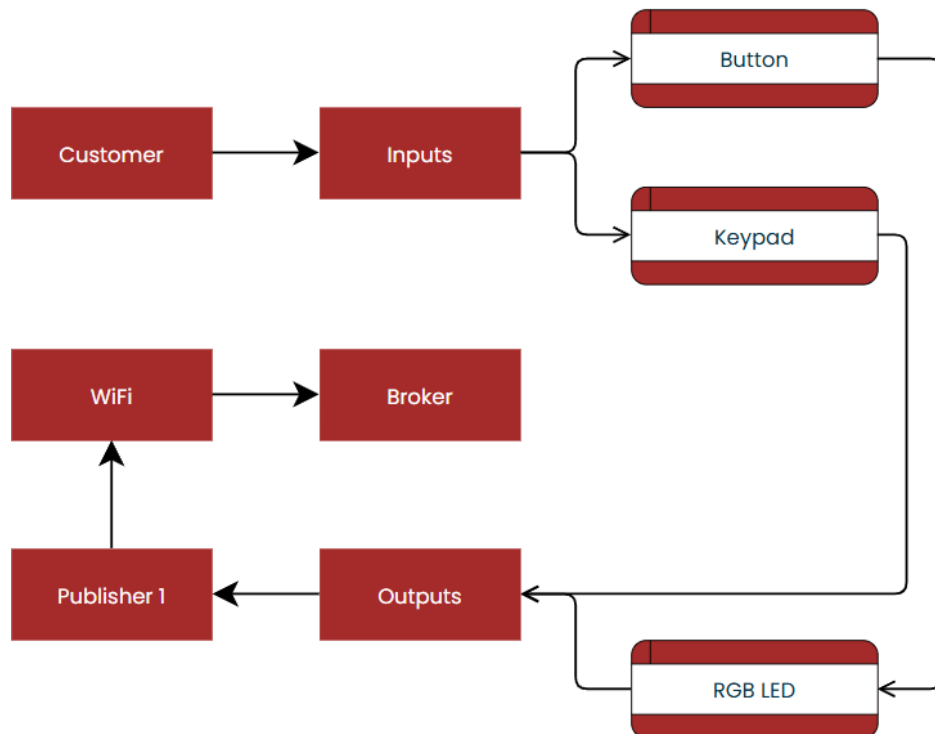 Button
Customer
Inputs
Keypad
WiFi
Broker
Publisher 1
Outputs
RGB LED